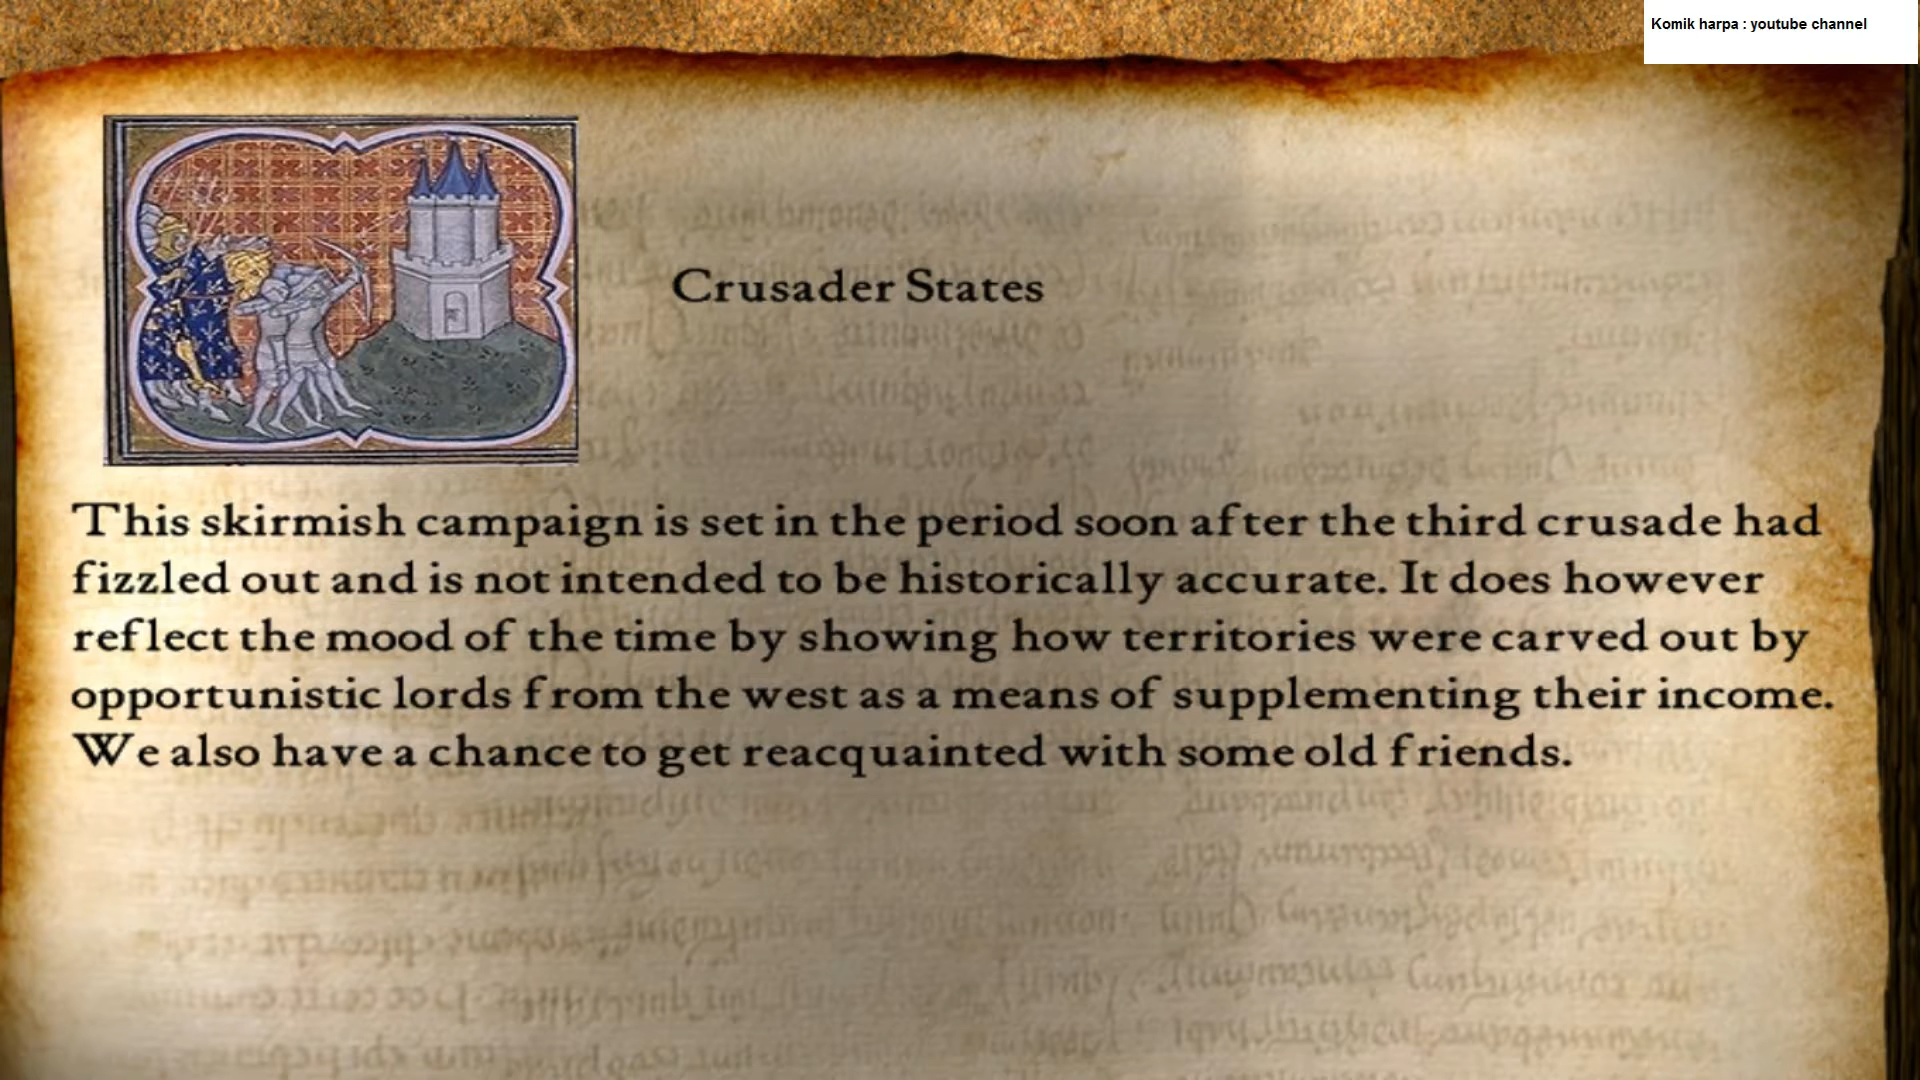 Komik harpa : youtube channel
Crusader States
This skirmish campaign is set in the period soon after the third crusade had
fizzled out and is not intended to be historically accurate. It does however
reflect the mood of the time by showing how territories were carved out by
opportunistic lords from the west as a means of supplementing their income.
We also have a chance to get reacquainted with some old friends.